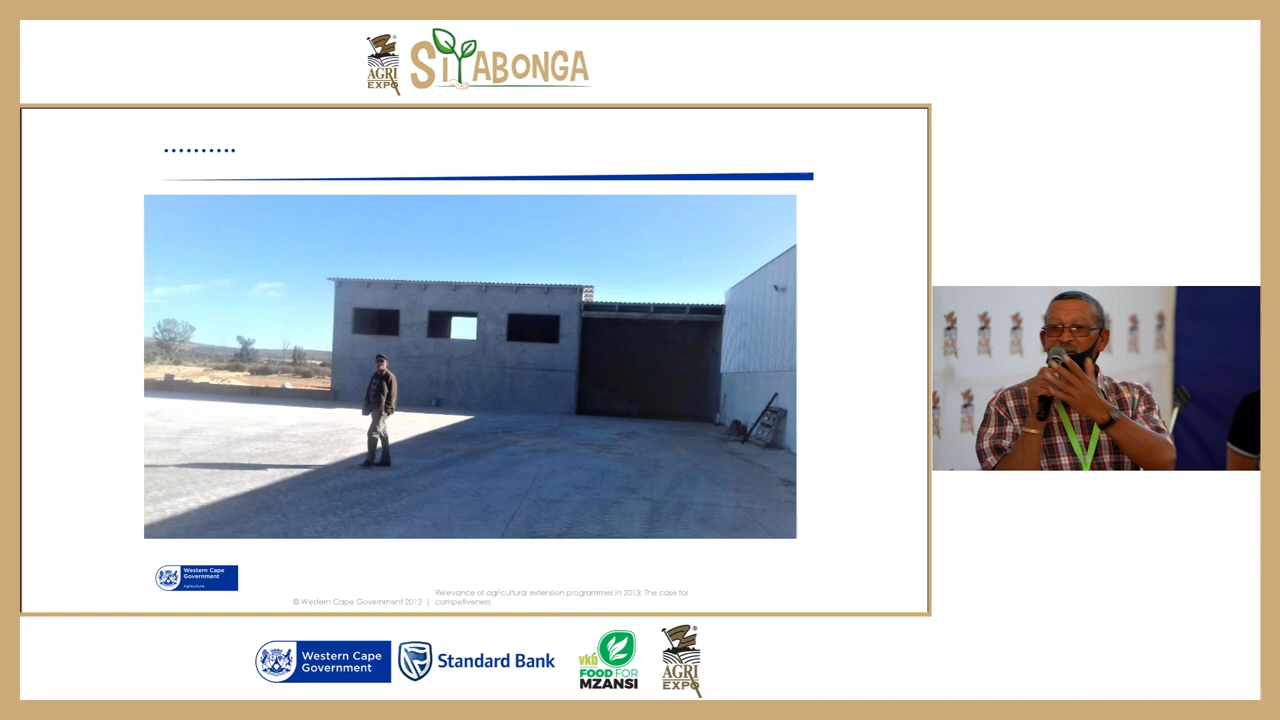 AGRI
EXPO
SIYABONGA
..........
Western Cape
Government
Agriculture
© Western Cape Government 2012 |
Relevance of agricultural extension programmes in 2013: The case for
competiveness
Western Cape
Government
Standard Bank
vkb
FOOD FOR
MZANSI
AGRI
EXPO